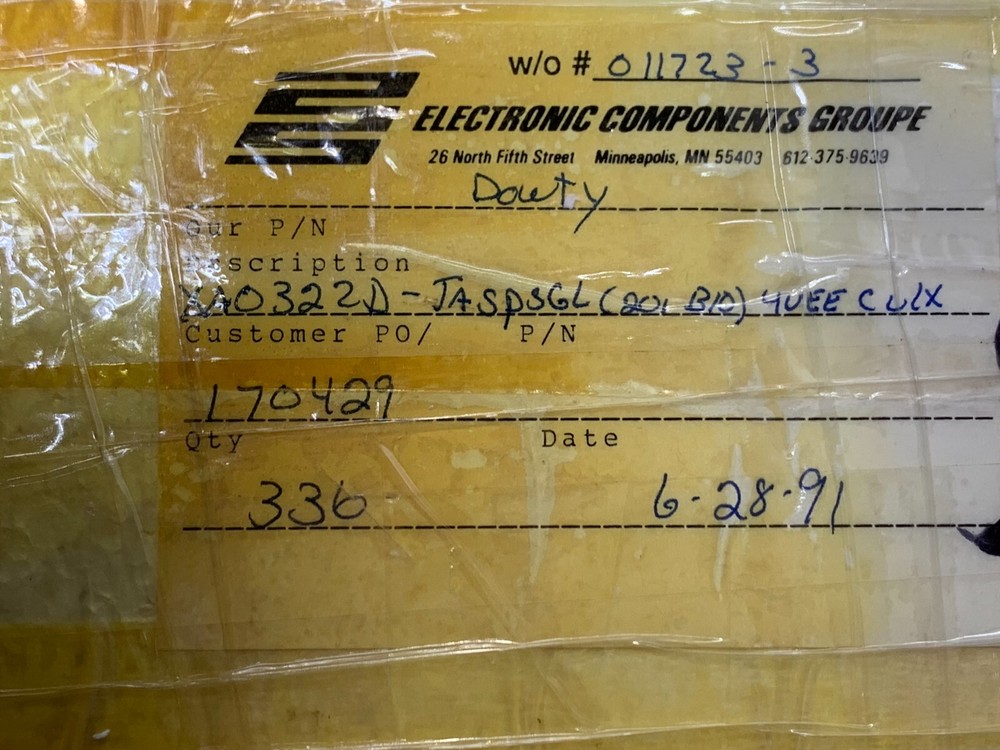 w/o # 011723-3
ELECTRONIC COMPONENTS GROUPE
26 North Fifth Street Minneapolis, MN 55403 612-375-9639
Dowty
Our P/N
Description
Customer PO/ P/N
L70429
Qty Date
336 6-28-91